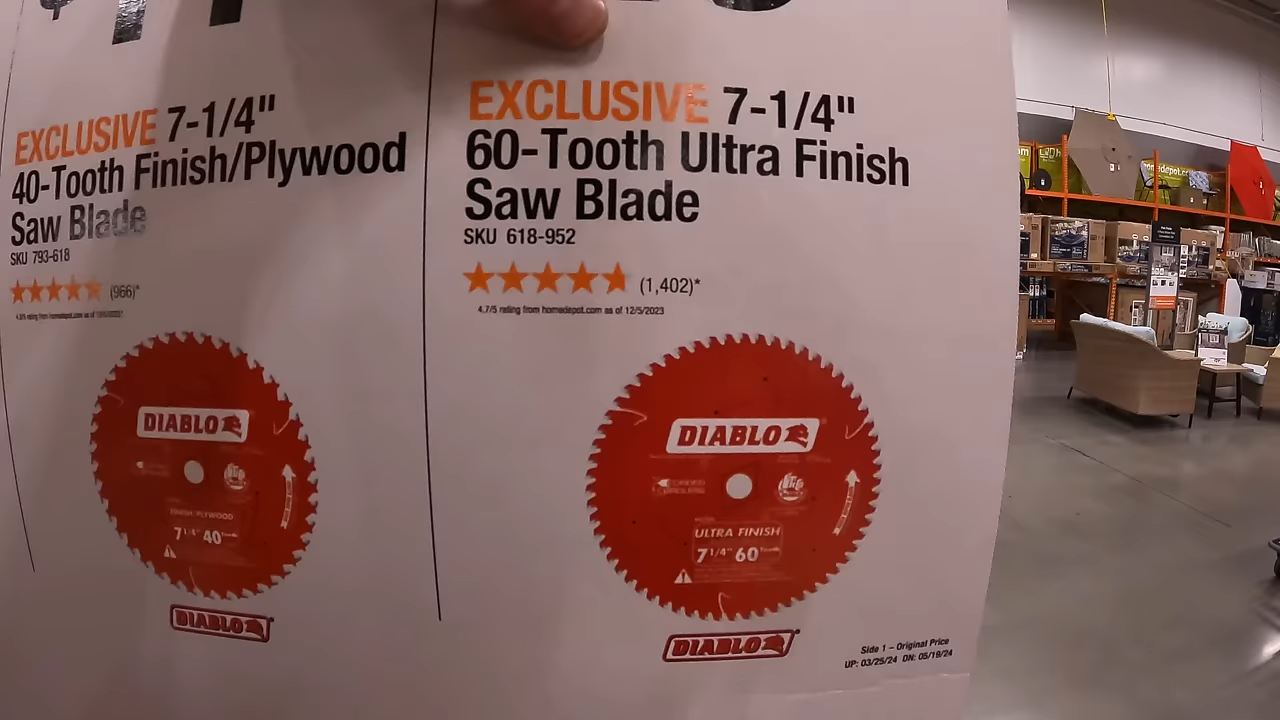 EXCLUSIVE 7-1/4"
40-Tooth Finish/Plywood
Saw Blade
SKU 793-618
(966)*
DIABLO
FINISH/PLYWOOD
7 1/4" 40
DIABLO
EXCLUSIVE 7-1/4"
60-Tooth Ultra Finish
Saw Blade
SKU 618-952
(1,402)*
4.7/5 rating from homedepot.com as of 12/5/2023
DIABLO
ULTRA FINISH
7 1/4" 60
DIABLO
Side 1 – Original Price
UP: 03/25/24 DN: 05/19/24